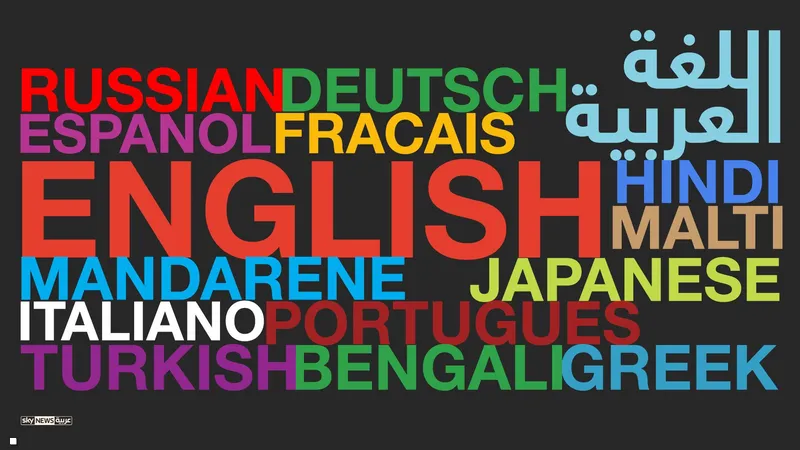 اللغة
العربية
RUSSIAN DEUTSCH
ESPANOL FRACAIS
ENGLISH
HINDI
MALTI
MANDARENE JAPANESE
ITALIANO PORTUGUES
TURKISH BENGALI GREEK
sky NEWS عربية